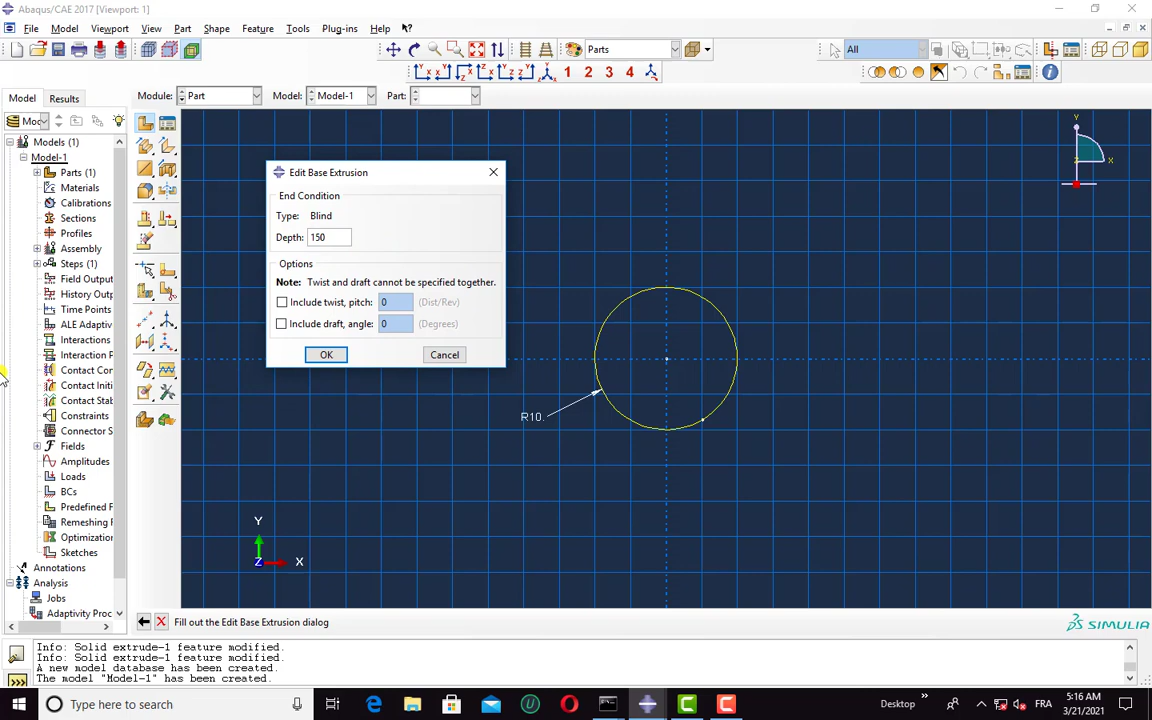 Abaqus/CAE 2017 [Viewport: 1]
File Model Viewport View Part Shape Feature Tools Plug-ins Help
Parts
All
1 2 3 4
Model Results Module: Part Model: Model-1 Part:
Models (1)
Model-1
Parts (1)
Materials
Calibrations
Sections
Profiles
Assembly
Steps (1)
Field Output
History Outp
Time Points
ALE Adaptiv
Interactions
Interaction P
Contact Con
Contact Initi
Contact Stab
Constraints
Connector S
Fields
Amplitudes
Loads
BCs
Predefined F
Remeshing F
Optimization
Sketches
Annotations
Analysis
Jobs
Adaptivity Proc
Edit Base Extrusion
End Condition
Type: Blind
Depth: 150
Options
Note: Twist and draft cannot be specified together.
Include twist, pitch: 0 (Dist/Rev)
Include draft, angle: 0 (Degrees)
OK Cancel
R10.
Y
X
Z
Y
X
Z
Fill out the Edit Base Extrusion dialog
SIMULIA
Info: Solid extrude-1 feature modified.
Info: Solid extrude-1 feature modified.
A new model database has been created.
The model "Model-1" has been created.
Type here to search
Desktop
FRA
5:16 AM
3/21/2021